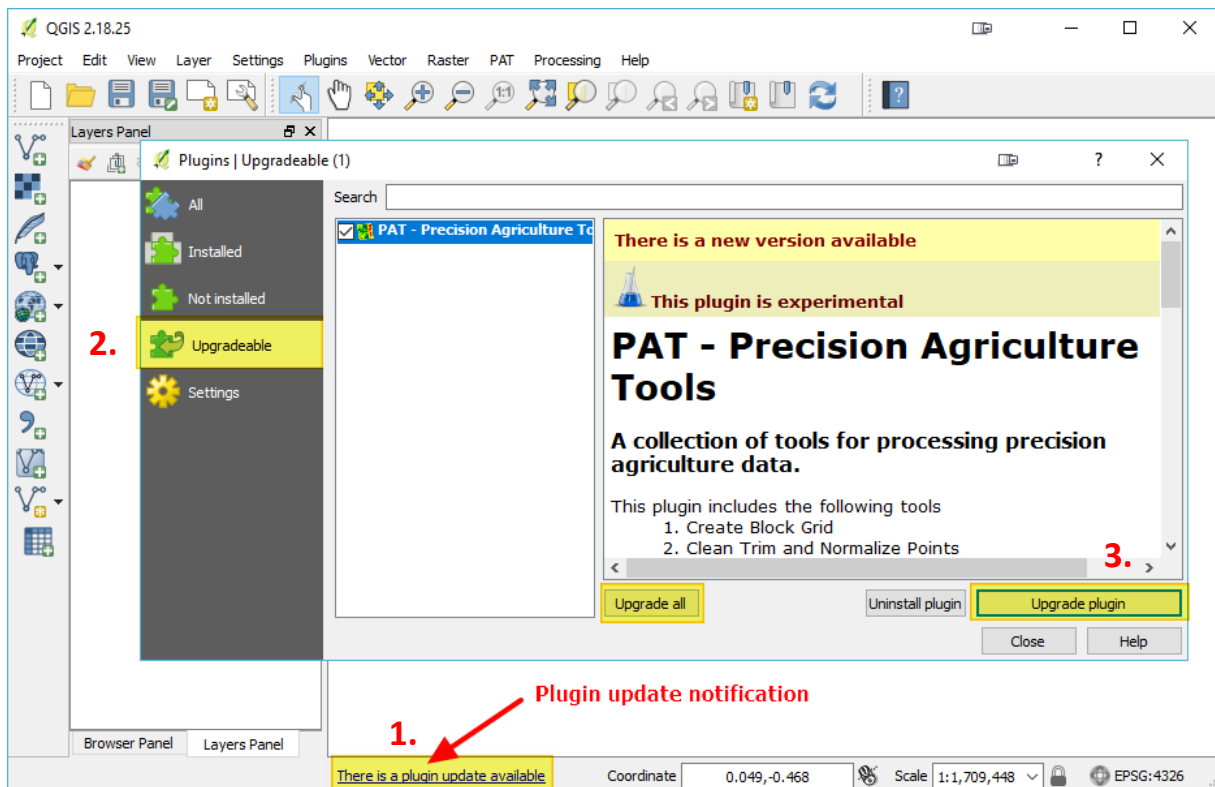 QGIS 2.18.25
Project Edit View Layer Settings Plugins Vector Raster PAT Processing Help
1:1
Layers Panel
Plugins | Upgradeable (1)
?
All
Installed
Not installed
2.
Upgradeable
Settings
Search
PAT - Precision Agriculture To
There is a new version available
This plugin is experimental
PAT - Precision Agriculture
Tools
A collection of tools for processing precision
agriculture data.
This plugin includes the following tools
1. Create Block Grid
2. Clean Trim and Normalize Points
3.
Upgrade all
Uninstall plugin
Upgrade plugin
Close
Help
Plugin update notification
1.
Browser Panel
Layers Panel
There is a plugin update available
Coordinate 0.049,-0.468
Scale 1:1,709,448
EPSG:4326